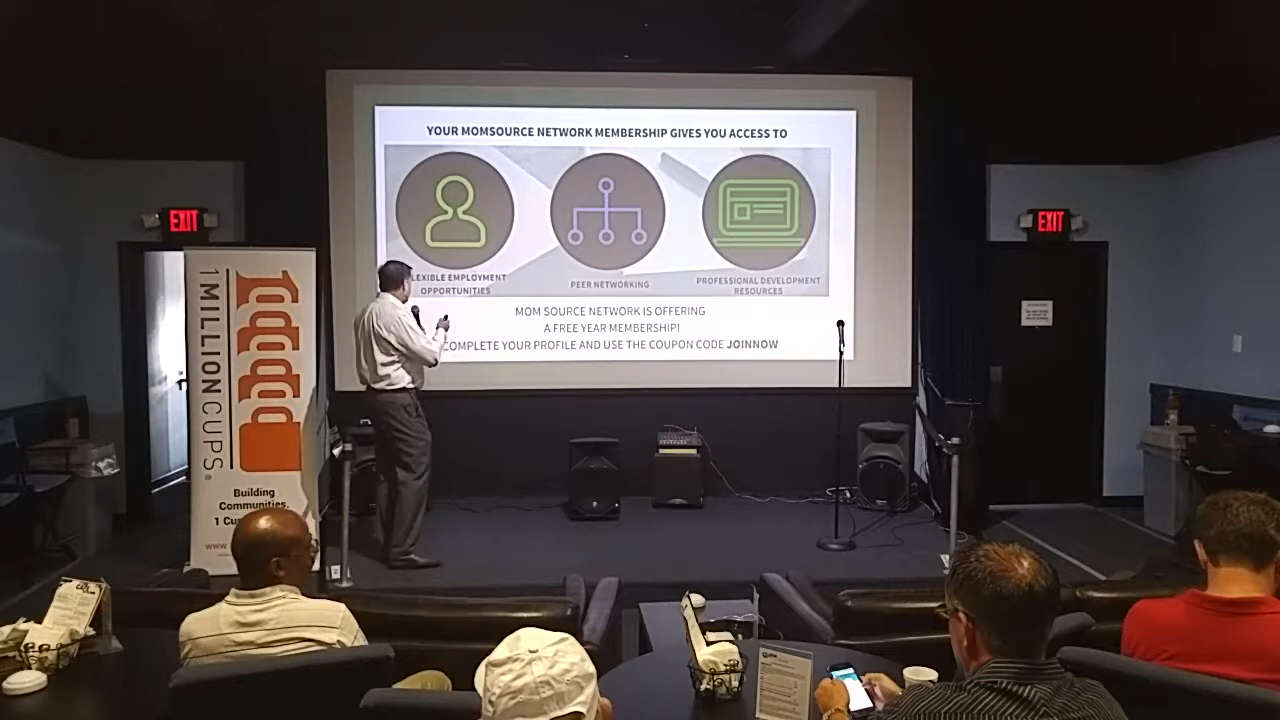 YOUR MOMSOURCE NETWORK MEMBERSHIP GIVES YOU ACCESS TO
LEXIBLE EMPLOYMENT
OPPORTUNITIES
PEER NETWORKING
PROFESSIONAL DEVELOPMENT
RESOURCES
MOM SOURCE NETWORK IS OFFERING
A FREE YEAR MEMBERSHIP!
COMPLETE YOUR PROFILE AND USE THE COUPON CODE JOINNOW
EXIT
EXIT
1 MILLION CUPS®
Building
Communities.
1